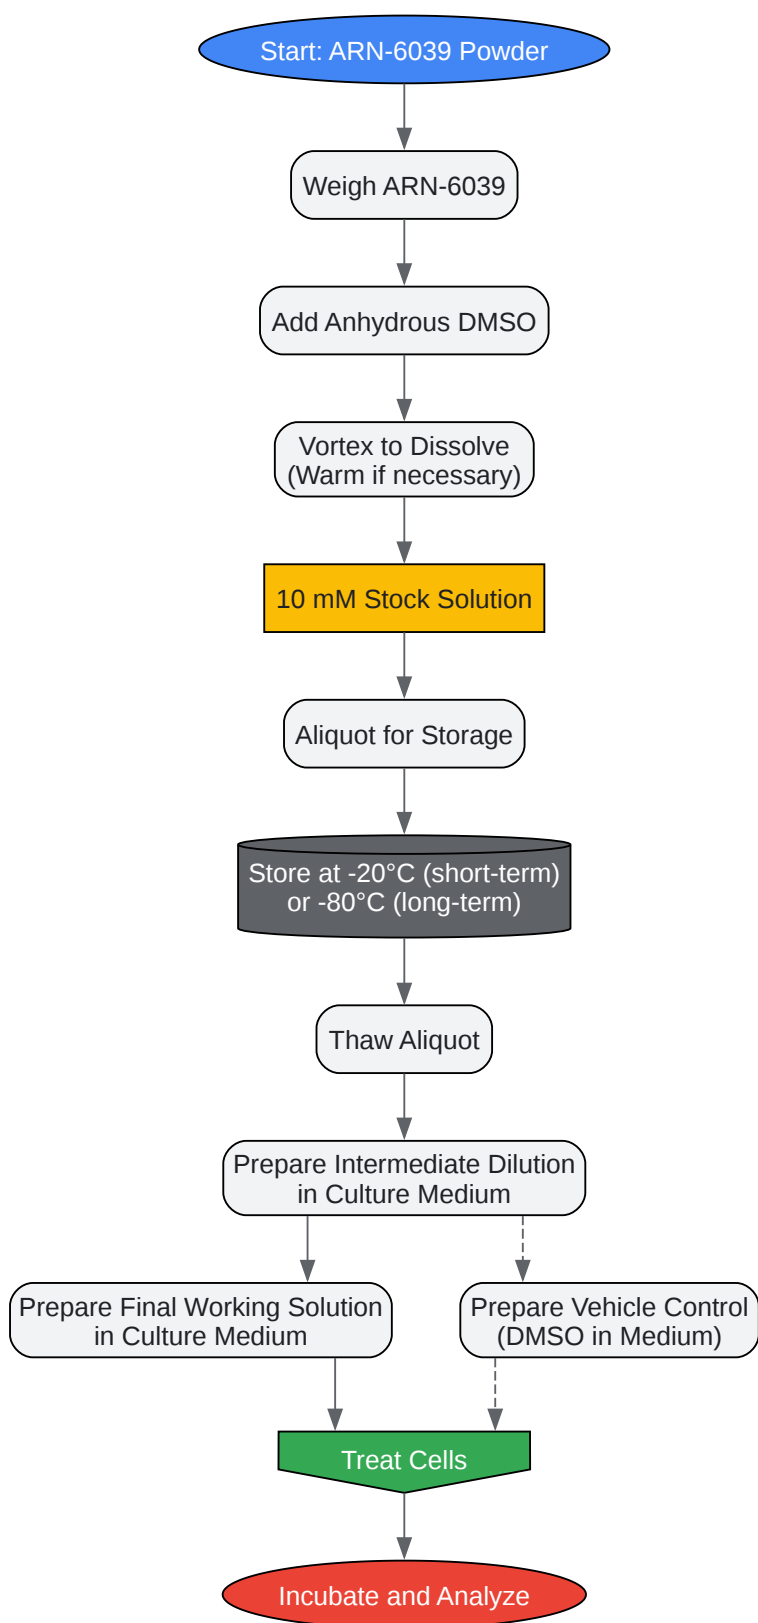 Start: ARN-6039 Powder
Weigh ARN-6039
Add Anhydrous DMSO
Vortex to Dissolve
(Warm if necessary)
10 mM Stock Solution
Aliquot for Storage
Store at -20°C (short-term)
or -80°C (long-term)
Thaw Aliquot
Prepare Intermediate Dilution
in Culture Medium
Prepare Final Working Solution
in Culture Medium
Prepare Vehicle Control
(DMSO in Medium)
Treat Cells
Incubate and Analyze